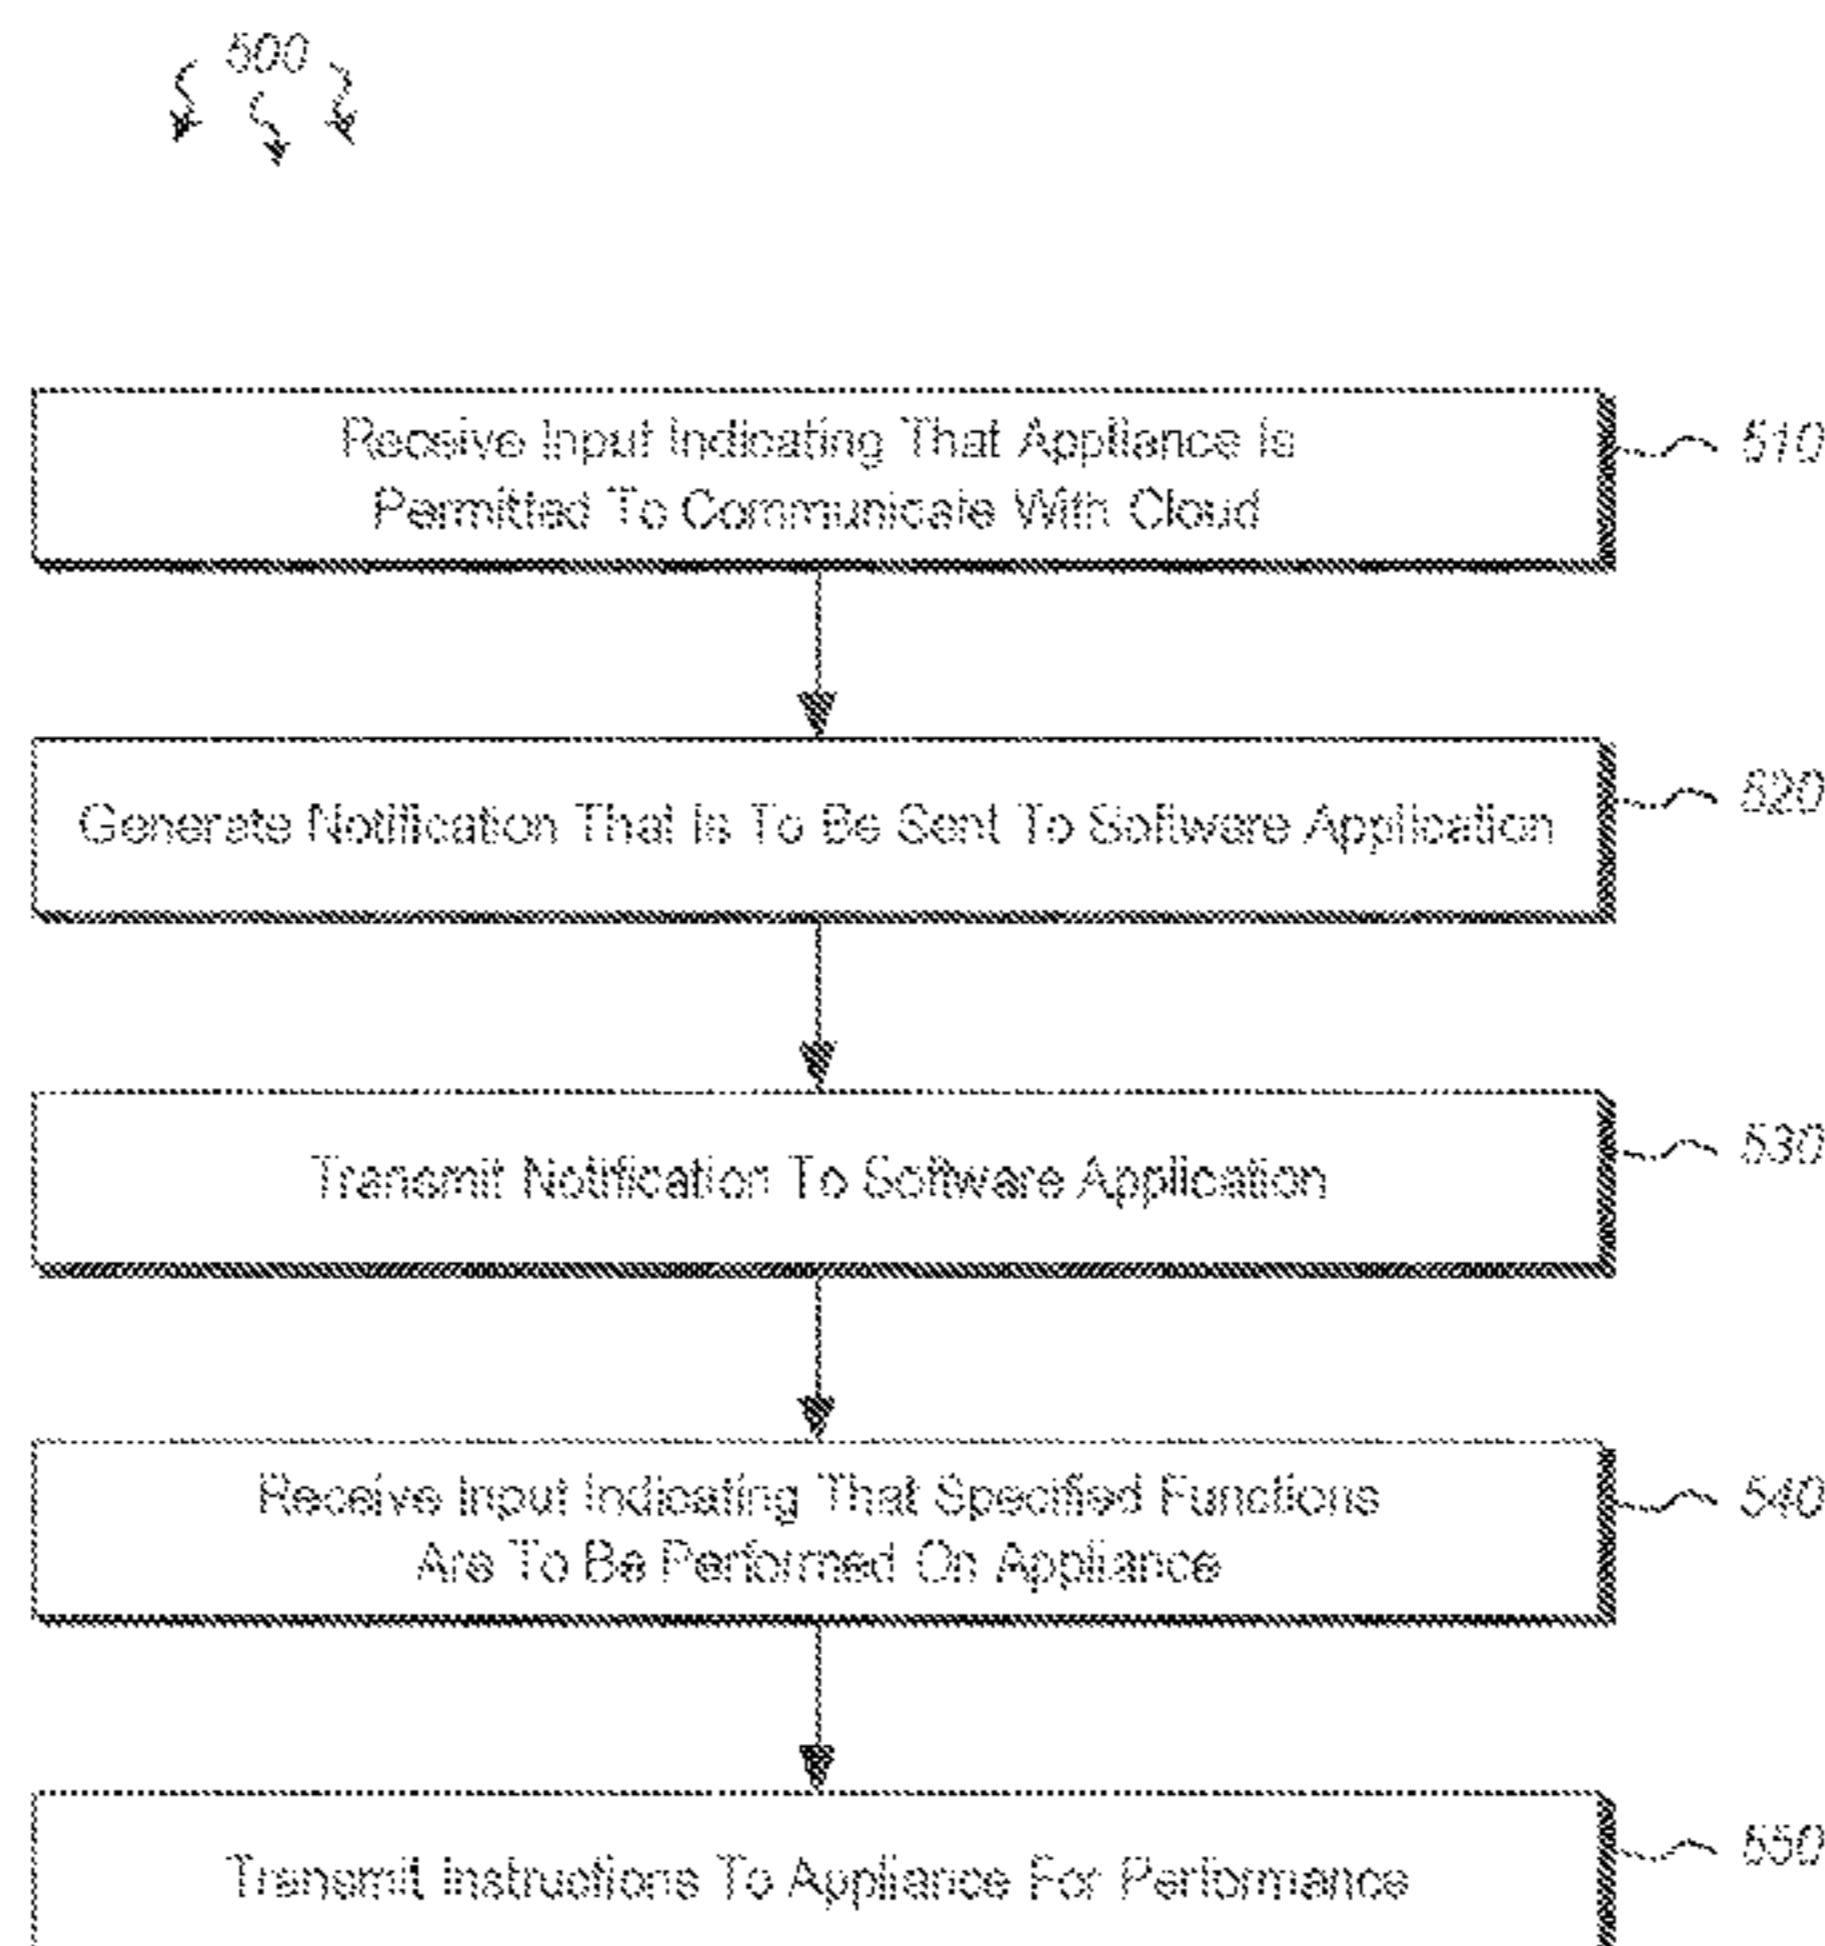 500
Receive Input Indicating That Appliance Is
Permitted To Communicate With Cloud
510
Generate Notification That Is To Be Sent To Software Application
520
Transmit Notification To Software Application
530
Receive Input Indicating That Specified Functions
Are To Be Performed On Appliance
540
Transmit Instructions To Appliance For Performance
550